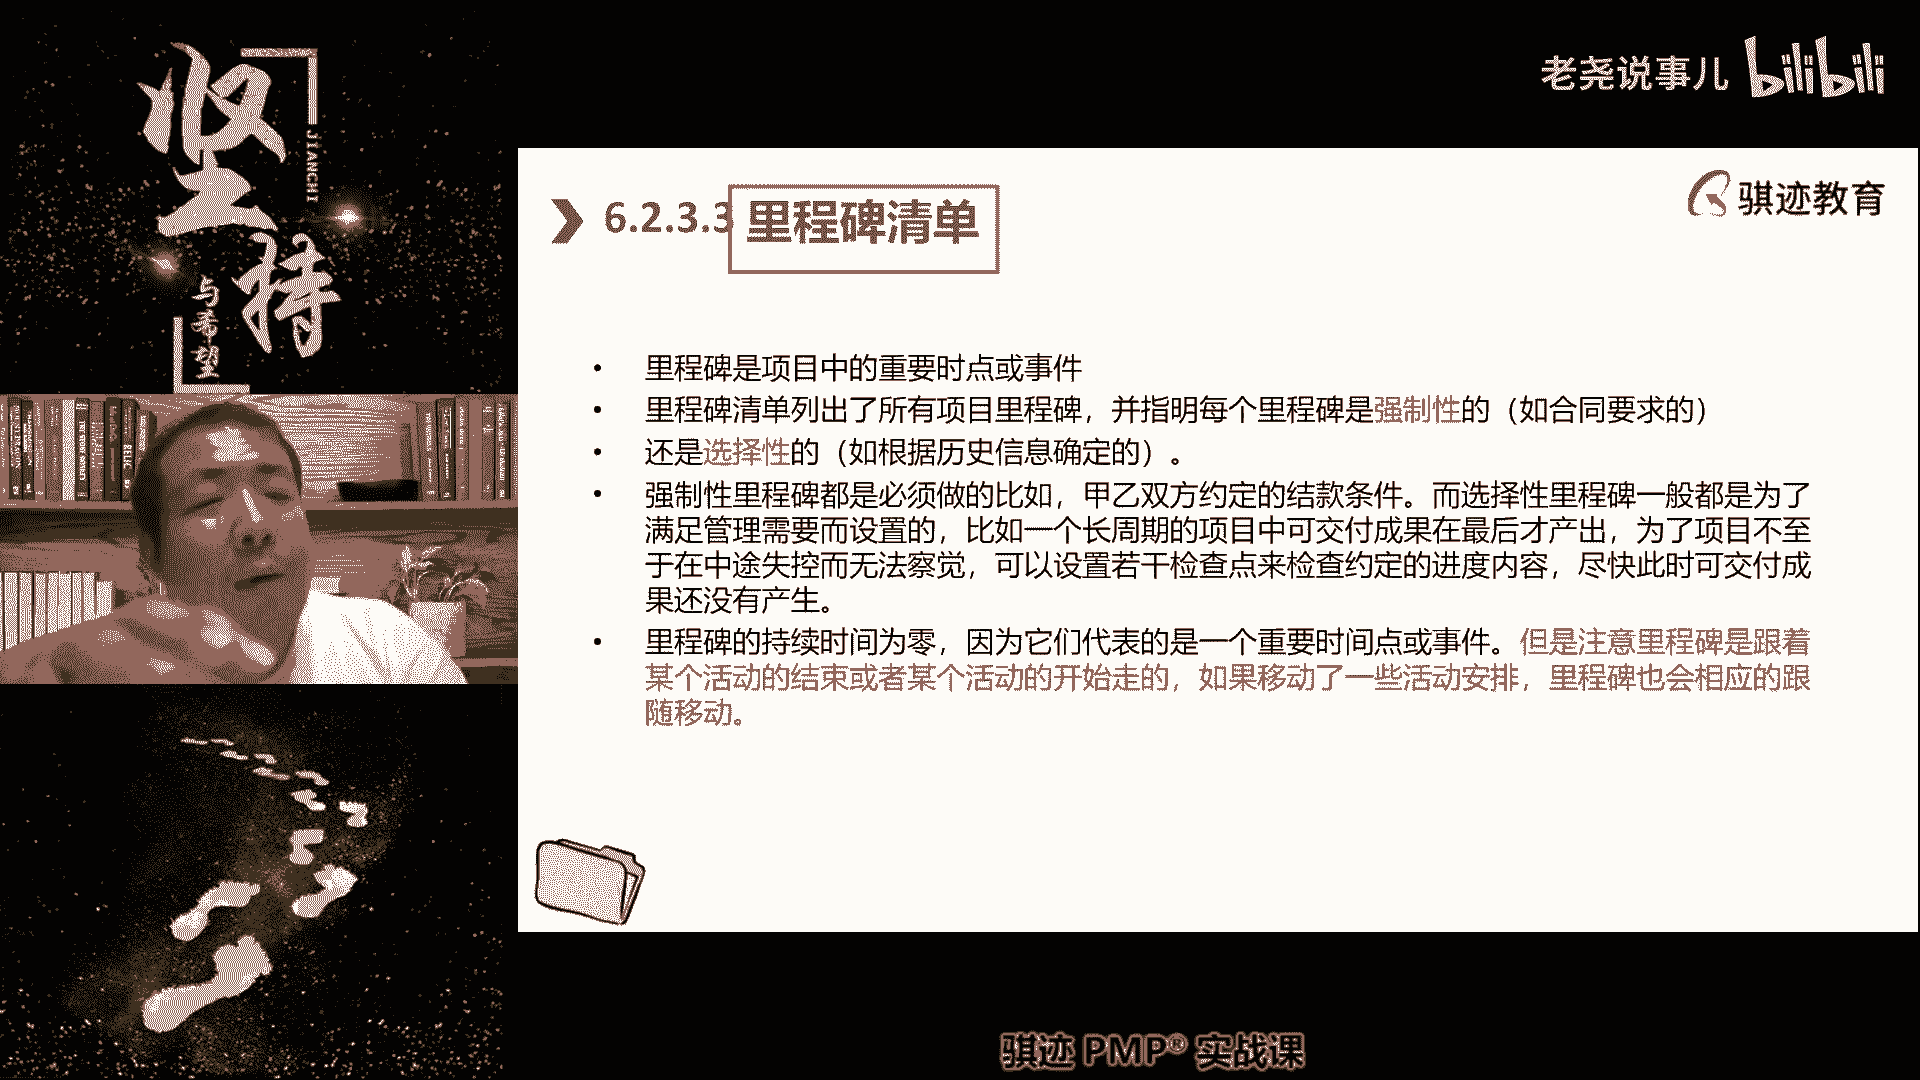 坚持
JIANCHI
与希望
老尧说事儿 bilibili
骐迹教育
6.2.3.3 里程碑清单
• 里程碑是项目中的重要时点或事件
• 里程碑清单列出了所有项目里程碑，并指明每个里程碑是强制性的（如合同要求的）
• 还是选择性的（如根据历史信息确定的）。
• 强制性里程碑都是必须做的比如，甲乙双方约定的结款条件。而选择性里程碑一般都是为了
满足管理需要而设置的，比如一个长周期的项目中可交付成果在最后才产出，为了项目不至
于在中途失控而无法察觉，可以设置若干检查点来检查约定的进度内容，尽快此时可交付成
果还没有产生。
• 里程碑的持续时间为零，因为它们代表的是一个重要时间点或事件。但是注意里程碑是跟着
某个活动的结束或者某个活动的开始走的，如果移动了一些活动安排，里程碑也会相应的跟
随移动。
骐迹 PMP® 实战课